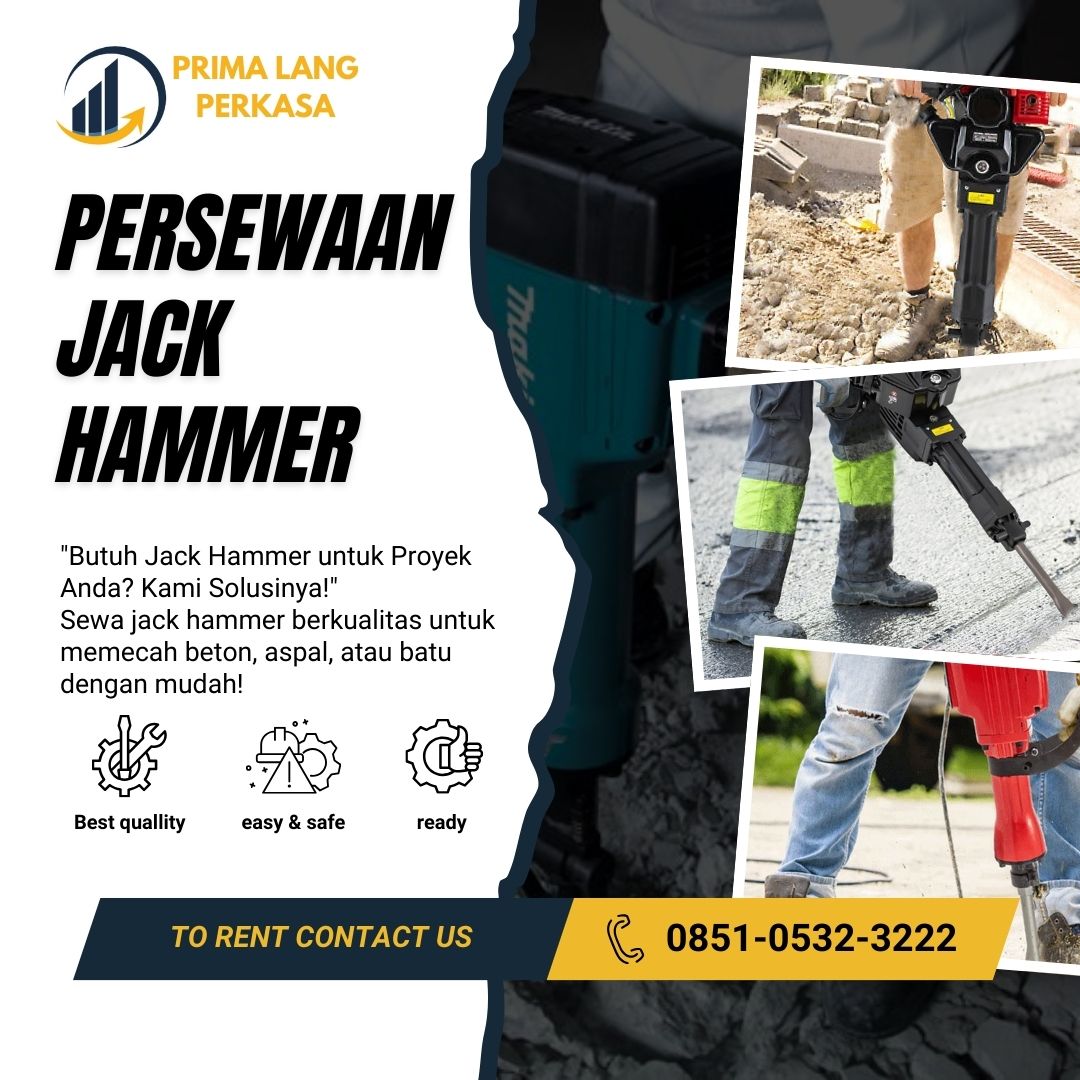 PRIMA LANG
PERKASA
PERSEWAAN
JACK
HAMMER
"Butuh Jack Hammer untuk Proyek
Anda? Kami Solusinya!"
Sewa jack hammer berkualitas untuk
memecah beton, aspal, atau batu
dengan mudah!
Best quallity
easy & safe
ready
TO RENT CONTACT US
0851-0532-3222
makita